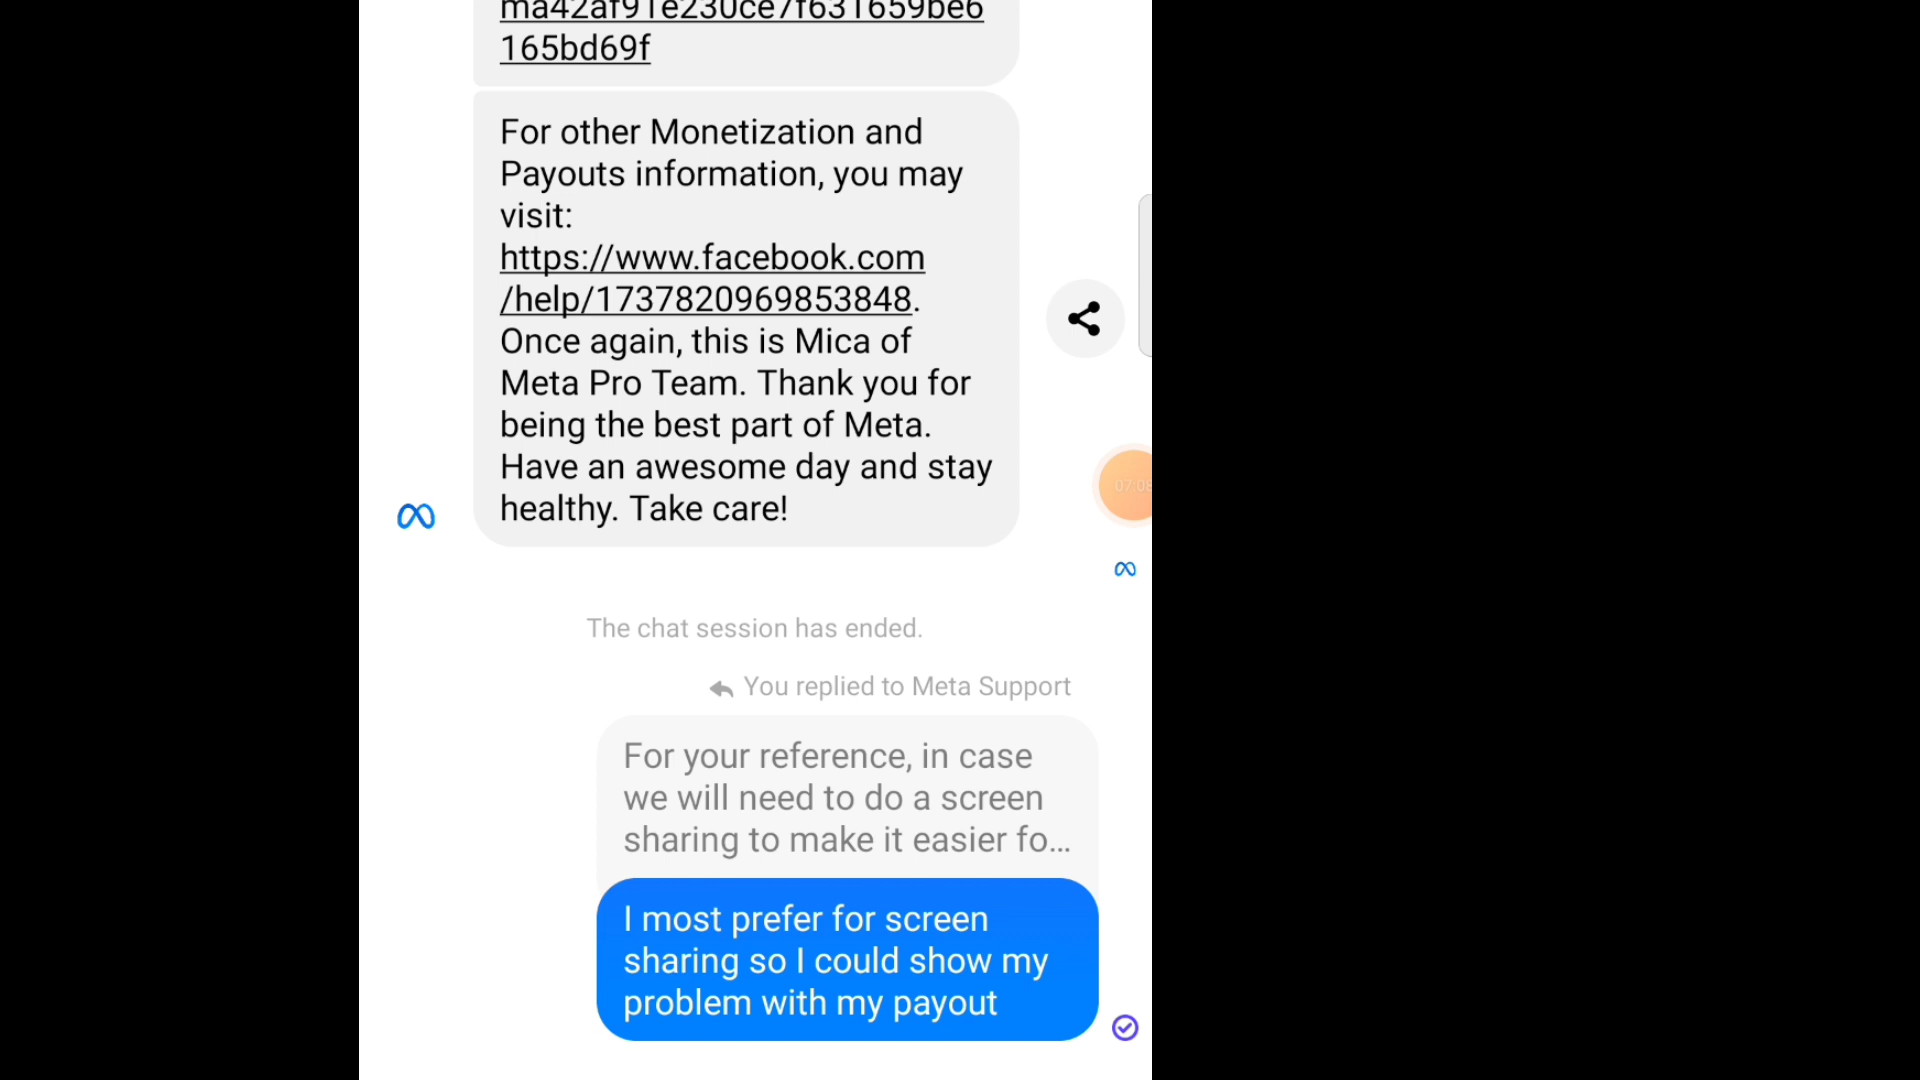 ma42af91e230ce7f631659be6
165bd69f
For other Monetization and
Payouts information, you may
visit:
https://www.facebook.com
/help/1737820969853848.
Once again, this is Mica of
Meta Pro Team. Thank you for
being the best part of Meta.
Have an awesome day and stay
healthy. Take care!
07:08
The chat session has ended.
You replied to Meta Support
For your reference, in case
we will need to do a screen
sharing to make it easier fo...
I most prefer for screen
sharing so I could show my
problem with my payout